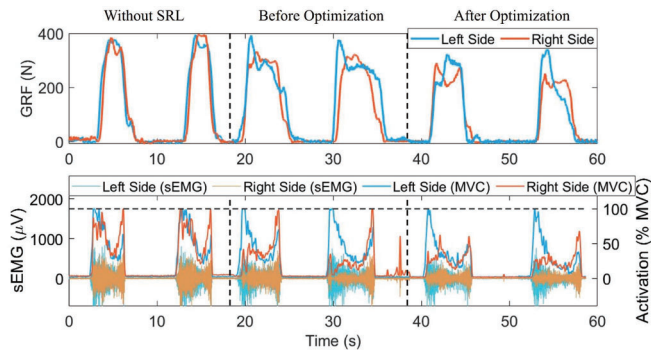 Without SRL Before Optimization After Optimization
Left Side Right Side
GRF (N)
400
200
0
0 10 20 30 40 50 60
Left Side (sEMG) Right Side (sEMG) Left Side (MVC) Right Side (MVC)
sEMG (μV)
2000
1000
0
100
50
0
Activation (% MVC)
0 10 20 30 40 50 60
Time (s)